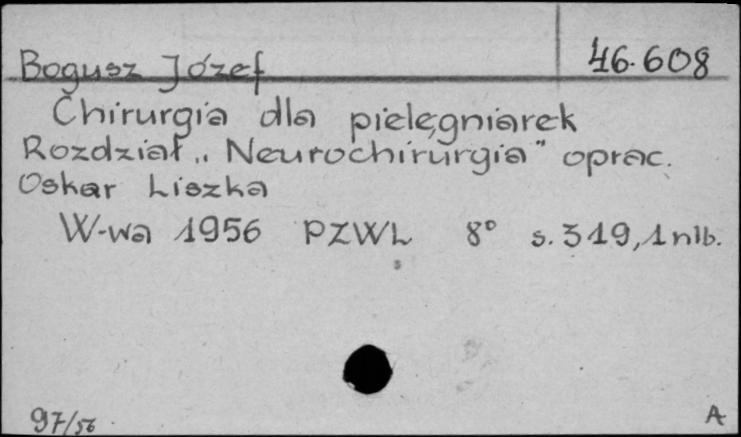 Bogusz Józef 46.608
Chirurgia dla pielęgniarek
Rozdział „Neurochirurgia" oprac.
Oskar Liszka
W-wa 1956 PZWL 8° s. 319, 1 nlb.
97/56 A